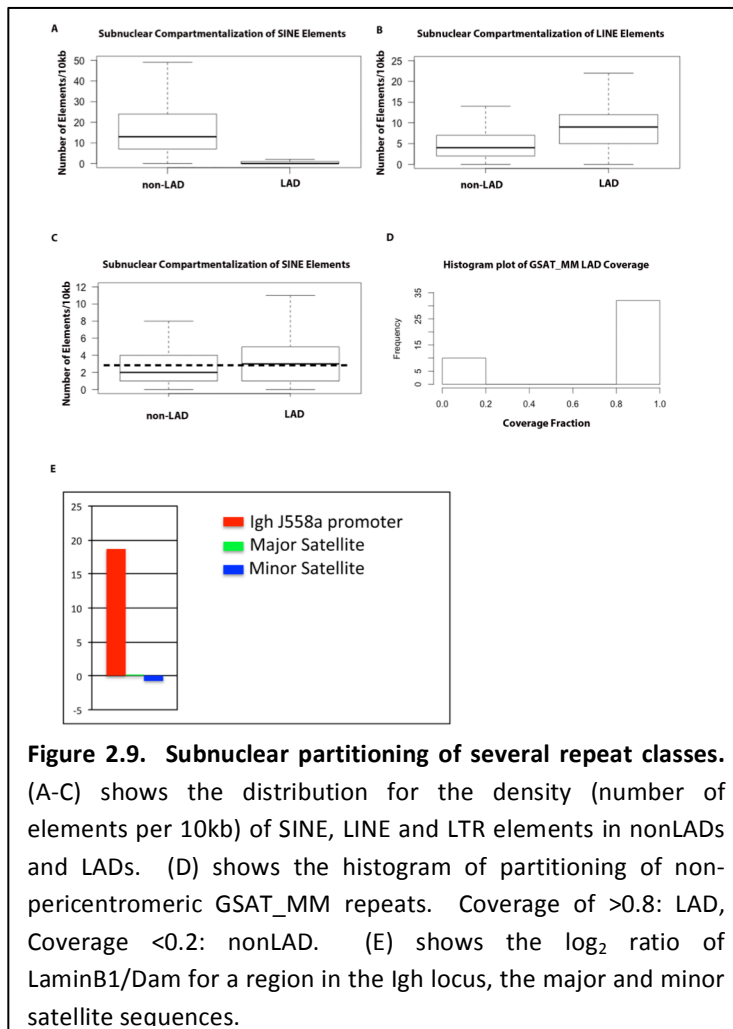 A
Subnuclear Compartmentalization of SINE Elements
Number of Elements/10kb
50
40
30
20
10
0
non-LAD
LAD
B
Subnuclear Compartmentalization of LINE Elements
Number of Elements/10kb
25
20
15
10
5
0
non-LAD
LAD
C
Subnuclear Compartmentalization of SINE Elements
Number of Elements/10kb
12
10
8
6
4
2
0
non-LAD
LAD
D
Histogram plot of GSAT_MM LAD Coverage
Frequency
35
25
15
5
0
0.0 0.2 0.4 0.6 0.8 1.0
Coverage Fraction
E
25
20
15
10
5
0
-5
Igh J558a promoter
Major Satellite
Minor Satellite
Figure 2.9. Subnuclear partitioning of several repeat classes.
(A-C) shows the distribution for the density (number of
elements per 10kb) of SINE, LINE and LTR elements in nonLADs
and LADs. (D) shows the histogram of partitioning of non-
pericentromeric GSAT_MM repeats. Coverage of >0.8: LAD,
Coverage <0.2: nonLAD. (E) shows the log₂ ratio of
LaminB1/Dam for a region in the Igh locus, the major and minor
satellite sequences.